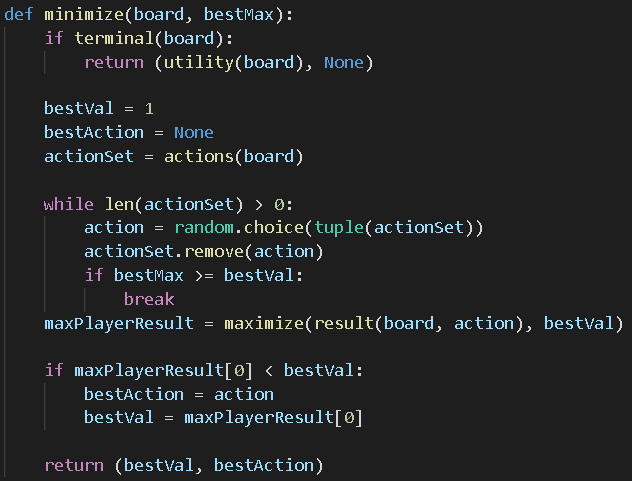 def minimize(board, bestMax):
    if terminal(board):
        return (utility(board), None)

    bestVal = 1
    bestAction = None
    actionSet = actions(board)

    while len(actionSet) > 0:
        action = random.choice(tuple(actionSet))
        actionSet.remove(action)
        if bestMax >= bestVal:
            break
    maxPlayerResult = maximize(result(board, action), bestVal)

    if maxPlayerResult[0] < bestVal:
        bestAction = action
        bestVal = maxPlayerResult[0]

    return (bestVal, bestAction)